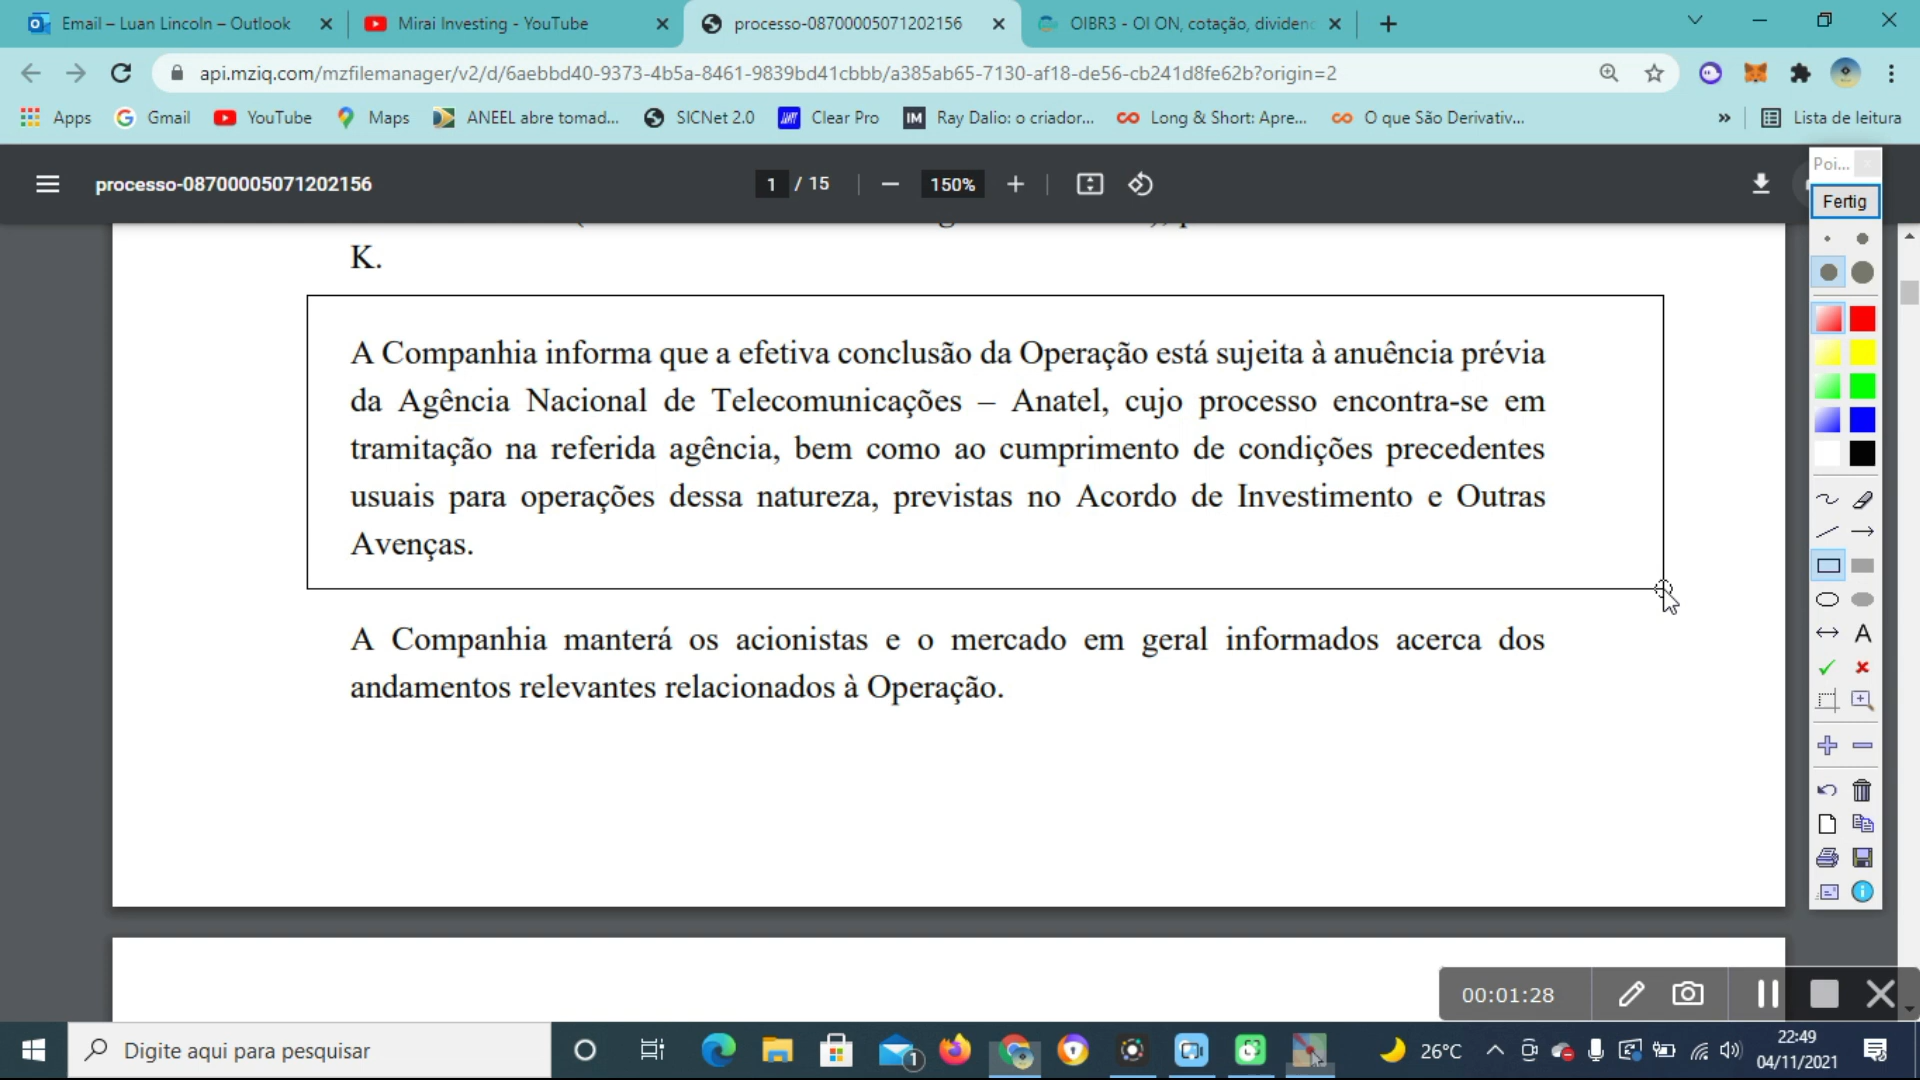 Email – Luan Lincoln – Outlook
Mirai Investing - YouTube
processo-08700005071202156
OIBR3 - OI ON, cotação, dividenc
api.mziq.com/mzfilemanager/v2/d/6aebbd40-9373-4b5a-8461-9839bd41cbbb/a385ab65-7130-af18-de56-cb241d8fe62b?origin=2
Apps
Gmail
YouTube
Maps
ANEEL abre tomad...
SICNet 2.0
Clear Pro
IM
Ray Dalio: o criador...
Long & Short: Apre...
O que São Derivativ...
»
Lista de leitura
processo-08700005071202156
1 / 15
150%
Poi...
Fertig
K.
A Companhia informa que a efetiva conclusão da Operação está sujeita à anuência prévia
da Agência Nacional de Telecomunicações – Anatel, cujo processo encontra-se em
tramitação na referida agência, bem como ao cumprimento de condições precedentes
usuais para operações dessa natureza, previstas no Acordo de Investimento e Outras
Avenças.
A Companhia manterá os acionistas e o mercado em geral informados acerca dos
andamentos relevantes relacionados à Operação.
A
00:01:28
Digite aqui para pesquisar
1
26°C
22:49
04/11/2021